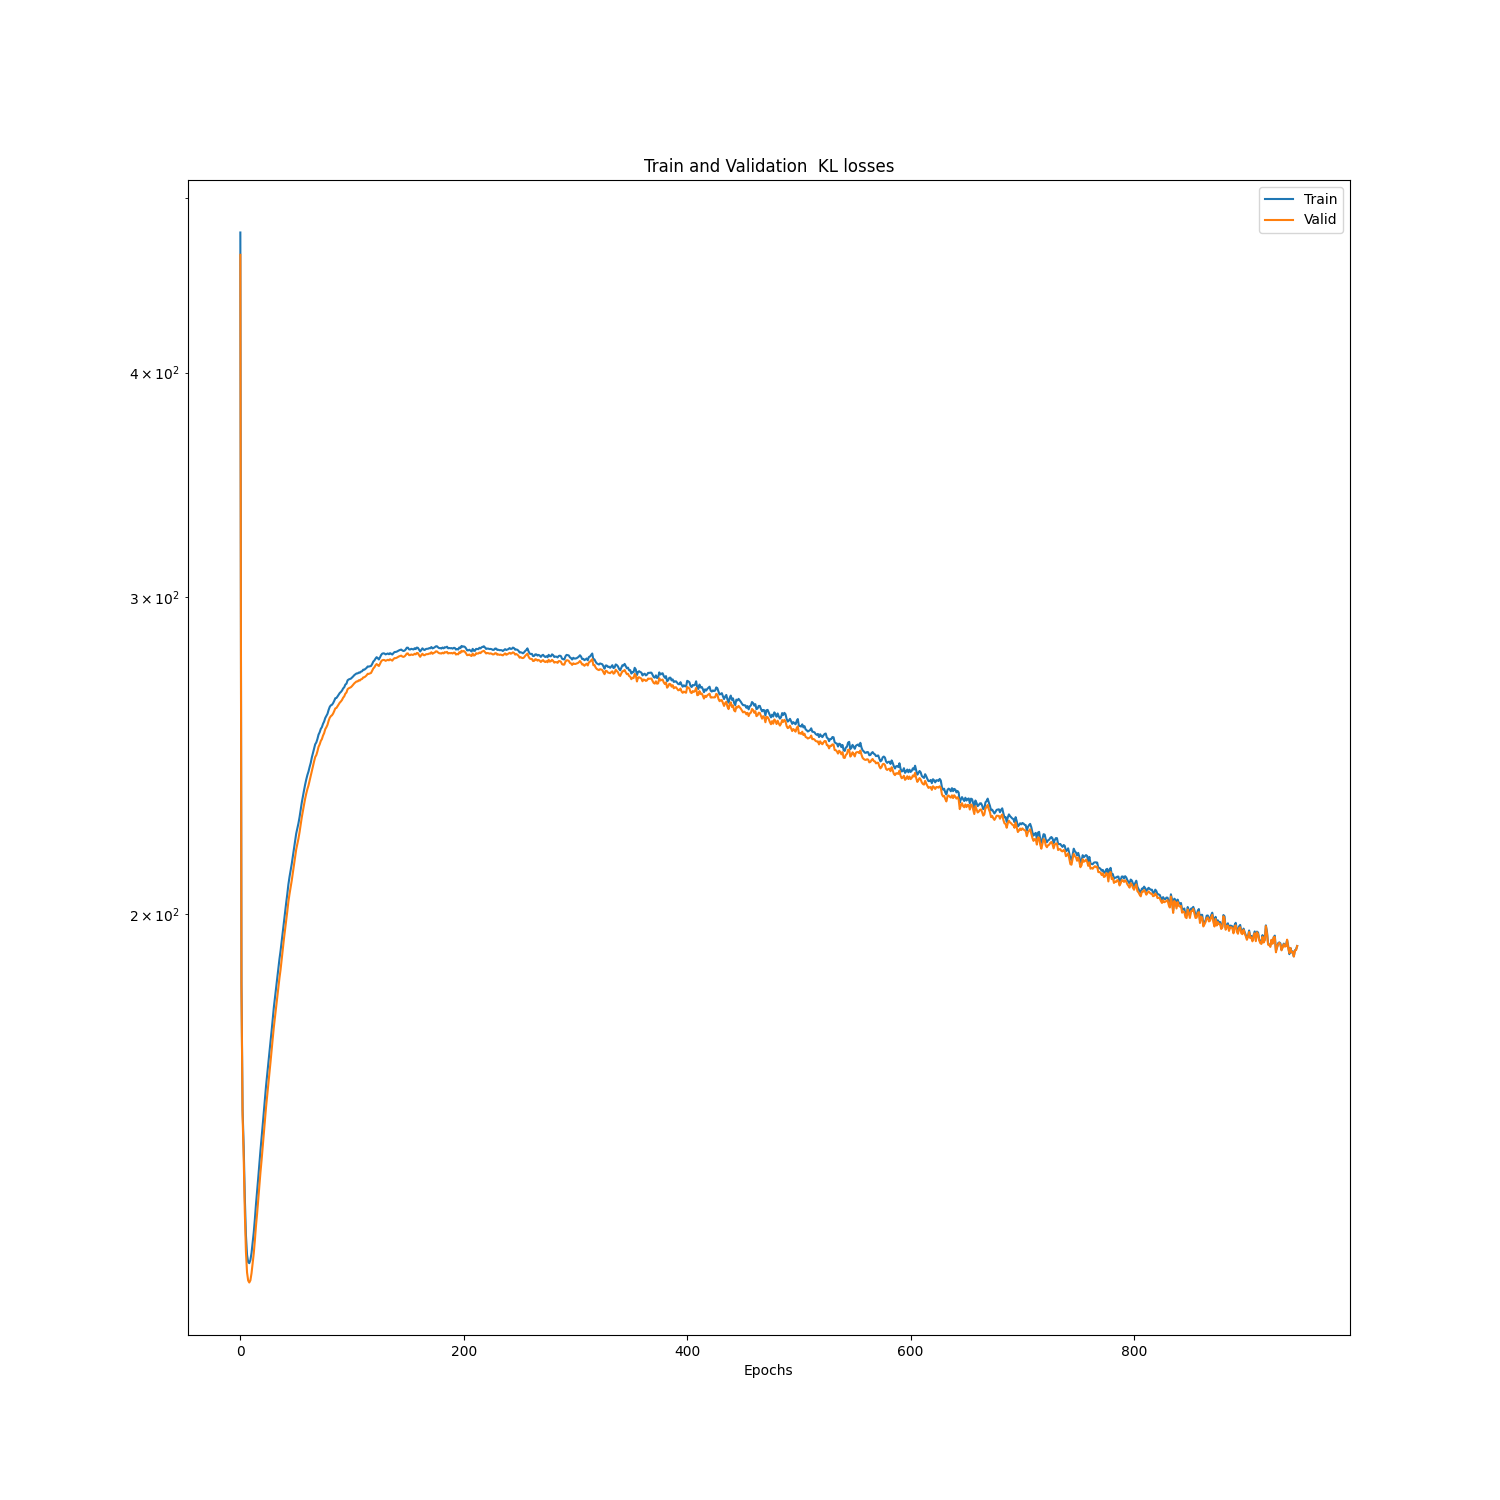 Train and Validation  KL losses
Train
Valid
4 × 10²
3 × 10²
2 × 10²
0 200 400 600 800
Epochs